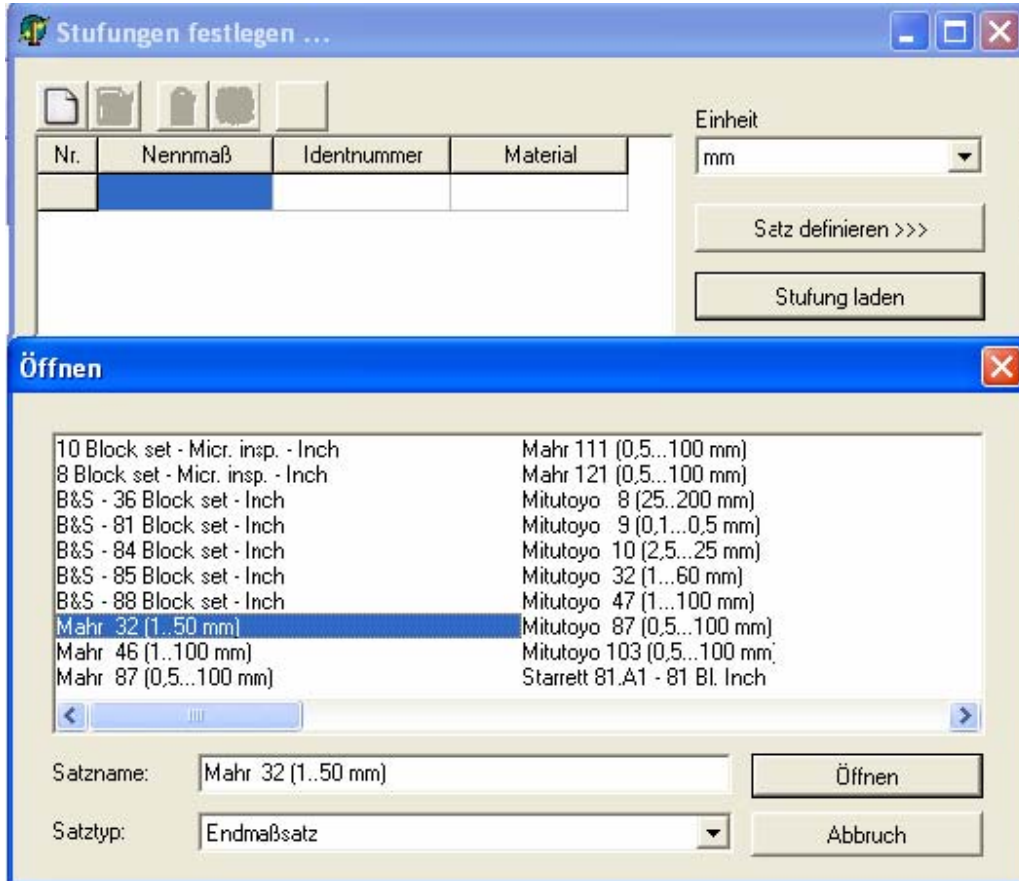 Stufungen festlegen ...
Einheit
Nr. Nennmaß Identnummer Material
mm
Satz definieren >>>
Stufung laden
Öffnen
10 Block set - Micr. insp. - Inch
8 Block set - Micr. insp. - Inch
B&S - 36 Block set - Inch
B&S - 81 Block set - Inch
B&S - 84 Block set - Inch
B&S - 85 Block set - Inch
B&S - 88 Block set - Inch
Mahr 32 (1..50 mm)
Mahr 46 (1..100 mm)
Mahr 87 (0,5...100 mm)
Mahr 111 (0,5...100 mm)
Mahr 121 (0,5...100 mm)
Mitutoyo 8 (25..200 mm)
Mitutoyo 9 (0,1...0,5 mm)
Mitutoyo 10 (2,5...25 mm)
Mitutoyo 32 (1...60 mm)
Mitutoyo 47 (1...100 mm)
Mitutoyo 87 (0,5...100 mm)
Mitutoyo 103 (0,5...100 mm)
Starrett 81.A1 - 81 Bl. Inch
Satzname: Mahr 32 (1..50 mm) Öffnen
Satztyp: Endmaßsatz Abbruch